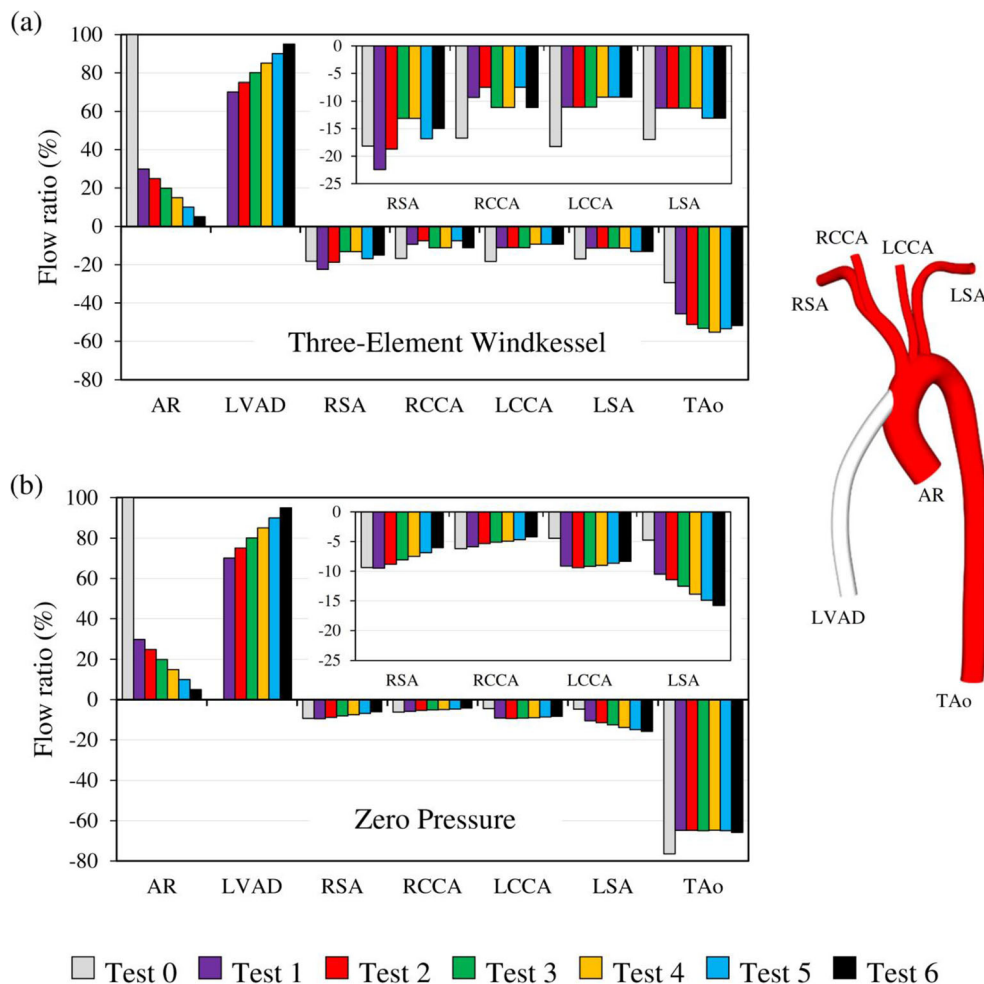 (a)
100
80
60
40
20
0
-20
-40
-60
-80
Flow ratio (%)
0
-5
-10
-15
-20
-25
RSA RCCA LCCA LSA
Three-Element Windkessel
AR LVAD RSA RCCA LCCA LSA TAo
(b)
100
80
60
40
20
0
-20
-40
-60
-80
Flow ratio (%)
0
-5
-10
-15
-20
-25
RSA RCCA LCCA LSA
Zero Pressure
AR LVAD RSA RCCA LCCA LSA TAo
RCCA LCCA
RSA LSA
AR
LVAD
TAo
Test 0 Test 1 Test 2 Test 3 Test 4 Test 5 Test 6